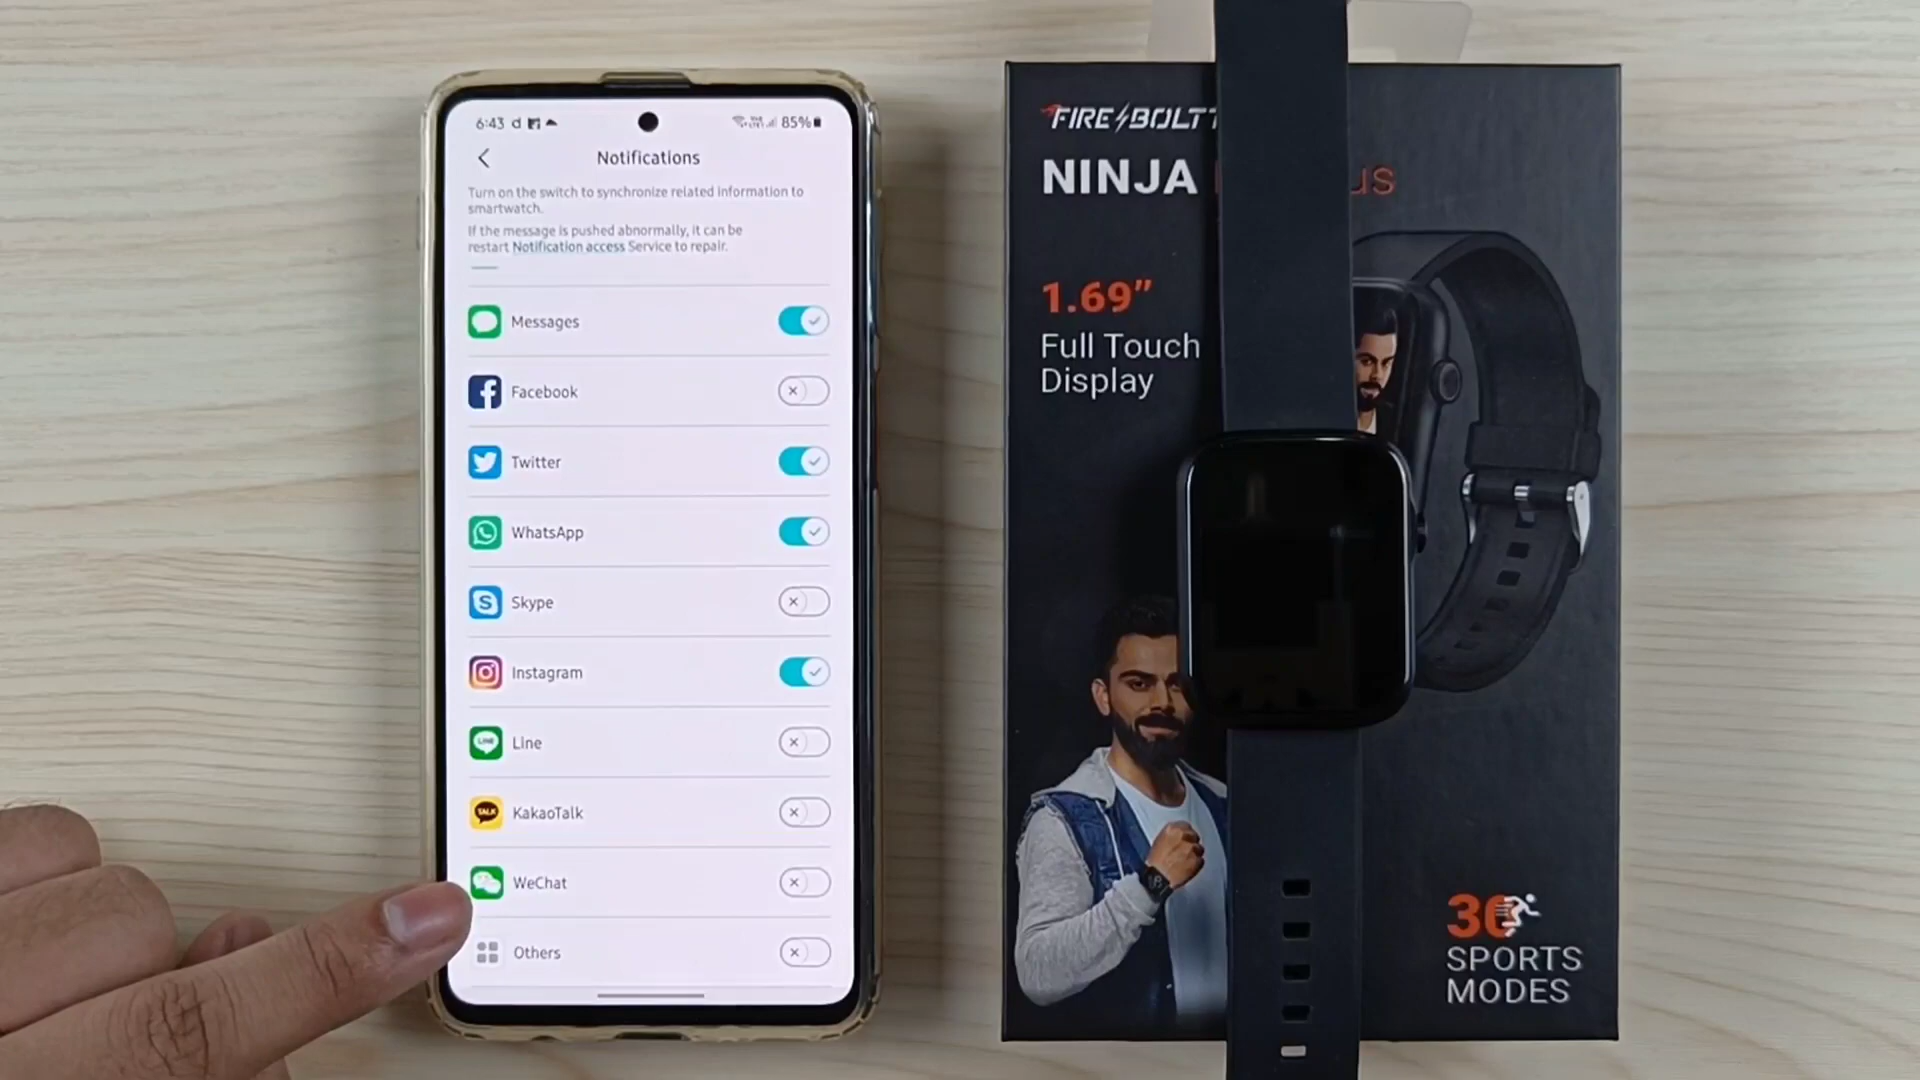 6:43
85%
Notifications
Turn on the switch to synchronize related information to
smartwatch.
If the message is pushed abnormally, it can be
restart Notification access Service to repair.
Messages
Facebook
Twitter
WhatsApp
Skype
Instagram
Line
KakaoTalk
WeChat
Others
FIRE BOLTT
NINJA
us
1.69"
Full Touch
Display
30
SPORTS
MODES